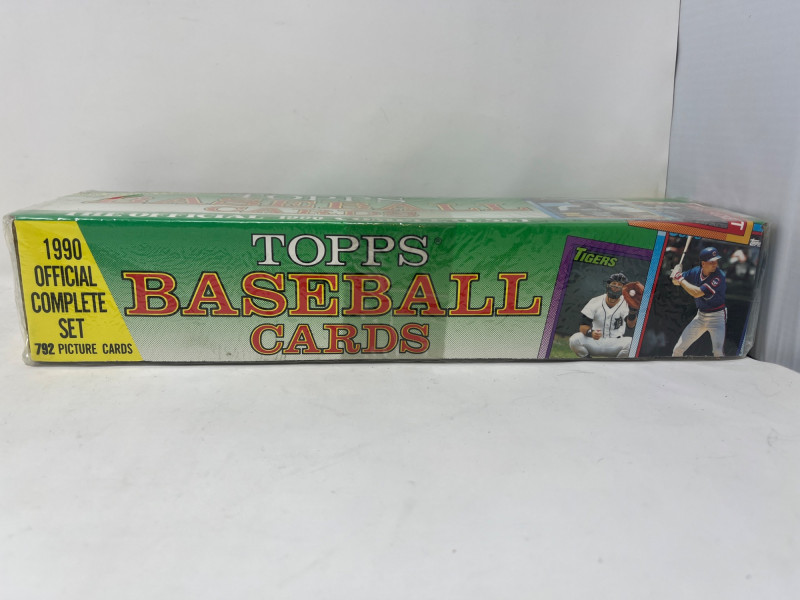 1990
OFFICIAL
COMPLETE
SET
792 PICTURE CARDS
TOPPS
BASEBALL
CARDS
TIGERS